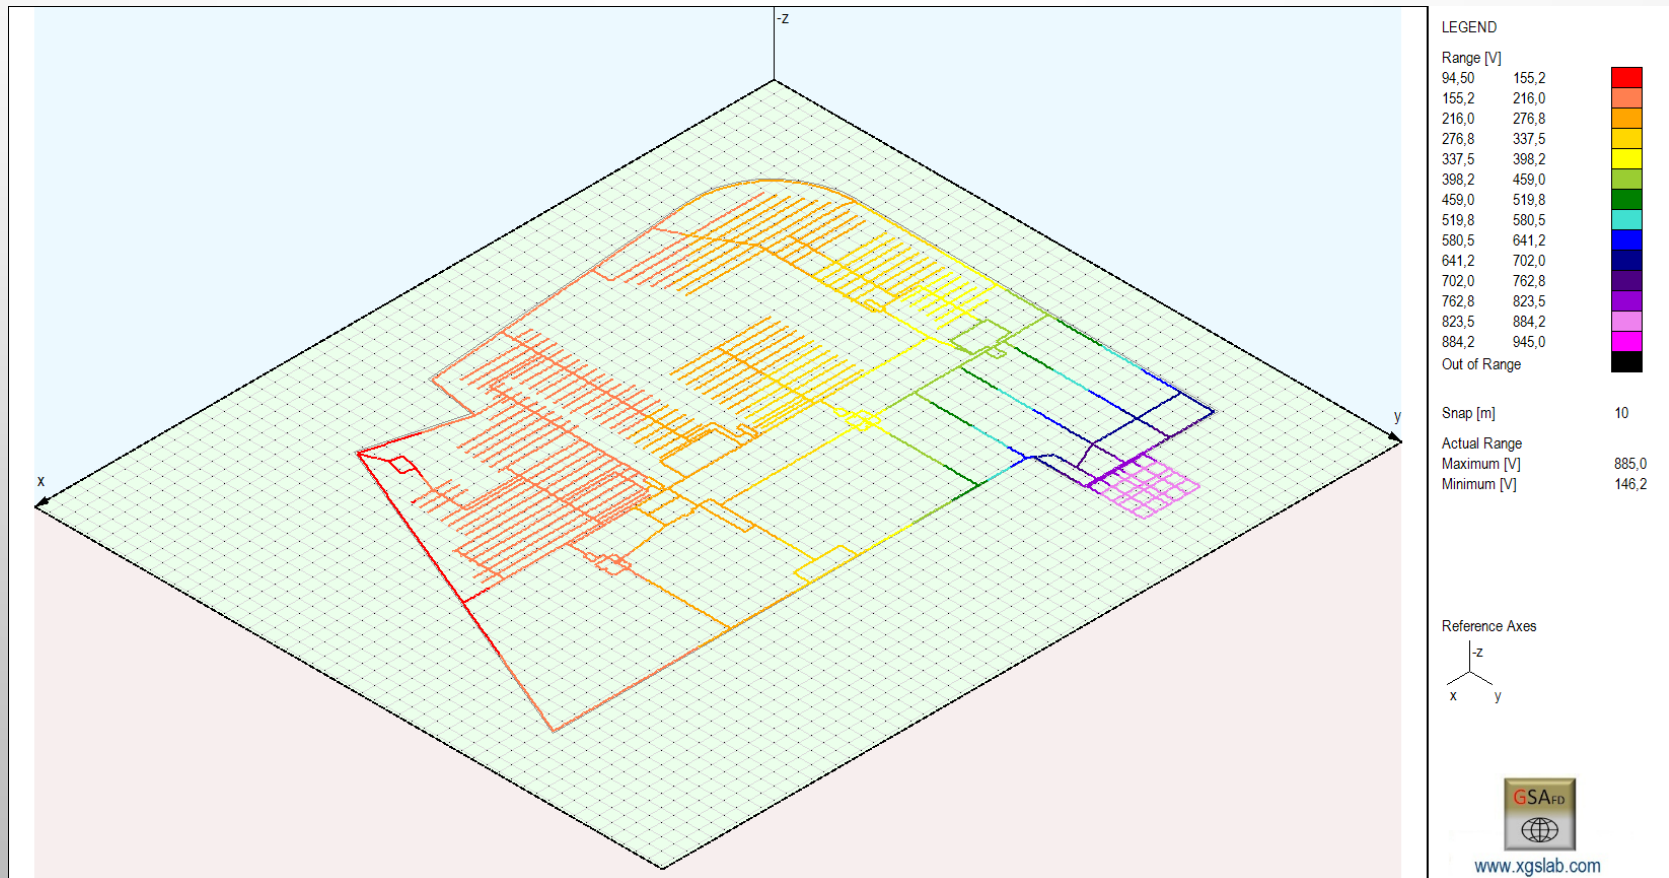 -z
x
y
LEGEND
Range [V]
94,50 155,2
155,2 216,0
216,0 276,8
276,8 337,5
337,5 398,2
398,2 459,0
459,0 519,8
519,8 580,5
580,5 641,2
641,2 702,0
702,0 762,8
762,8 823,5
823,5 884,2
884,2 945,0
Out of Range
Snap [m] 10
Actual Range
Maximum [V] 885,0
Minimum [V] 146,2
Reference Axes
-z
x y
GSAFD
www.xgslab.com